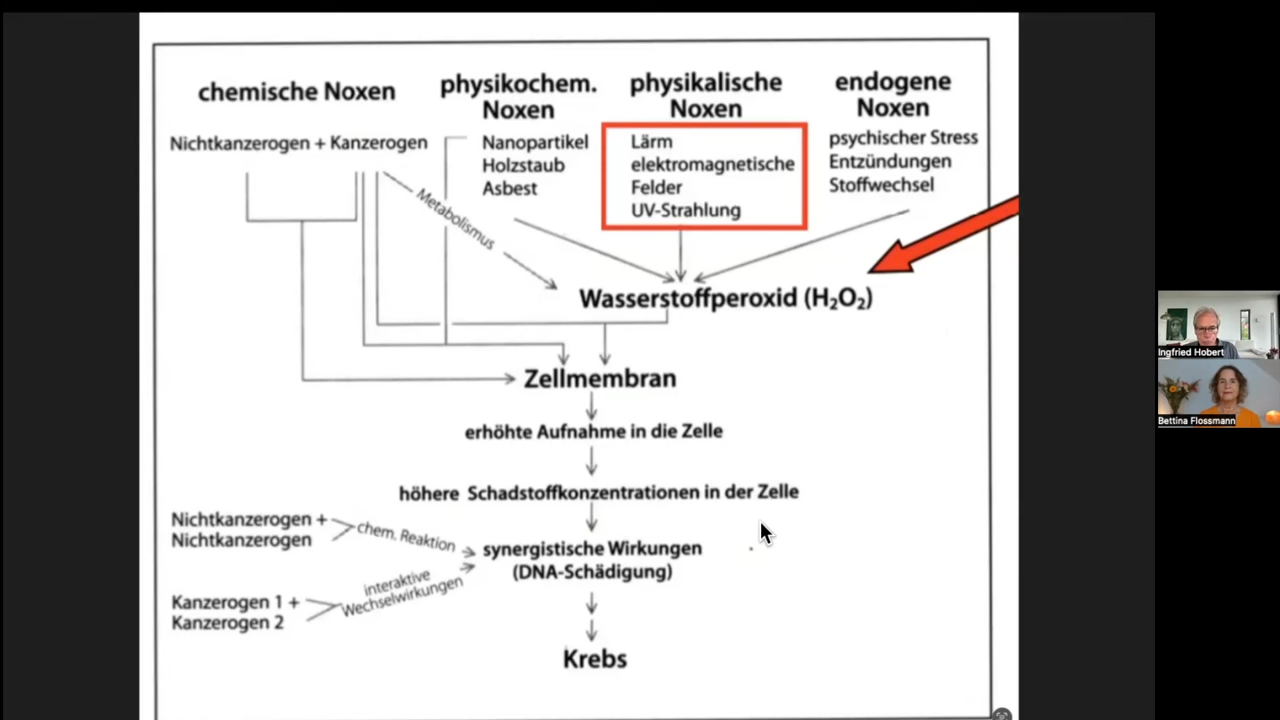 chemische Noxen
Nichtkanzerogen + Kanzerogen
physikochem.
Noxen
Nanopartikel
Holzstaub
Asbest
physikalische
Noxen
Lärm
elektromagnetische
Felder
UV-Strahlung
endogene
Noxen
psychischer Stress
Entzündungen
Stoffwechsel
Metabolismus
Wasserstoffperoxid (H₂O₂)
Zellmembran
erhöhte Aufnahme in die Zelle
höhere Schadstoffkonzentrationen in der Zelle
Nichtkanzerogen +
Nichtkanzerogen
chem. Reaktion
synergistische Wirkungen
(DNA-Schädigung)
interaktive
Wechselwirkungen
Kanzerogen 1 +
Kanzerogen 2
Krebs
Ingfried Hobert
Bettina Flossmann